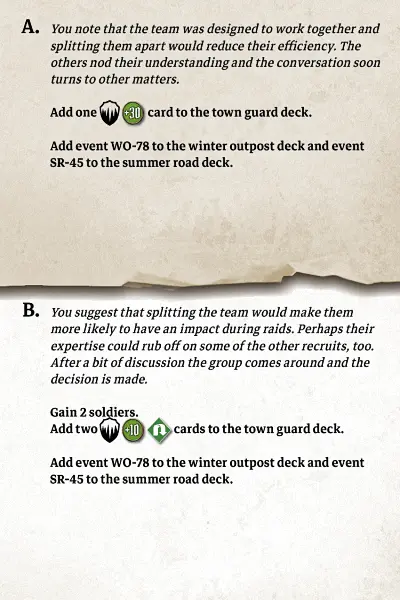 A. You note that the team was designed to work together and
splitting them apart would reduce their efficiency. The
others nod their understanding and the conversation soon
turns to other matters.
Add one +30 card to the town guard deck.
Add event WO-78 to the winter outpost deck and event
SR-45 to the summer road deck.
B. You suggest that splitting the team would make them
more likely to have an impact during raids. Perhaps their
expertise could rub off on some of the other recruits, too.
After a bit of discussion the group comes around and the
decision is made.
Gain 2 soldiers.
Add two +10 cards to the town guard deck.
Add event WO-78 to the winter outpost deck and event
SR-45 to the summer road deck.